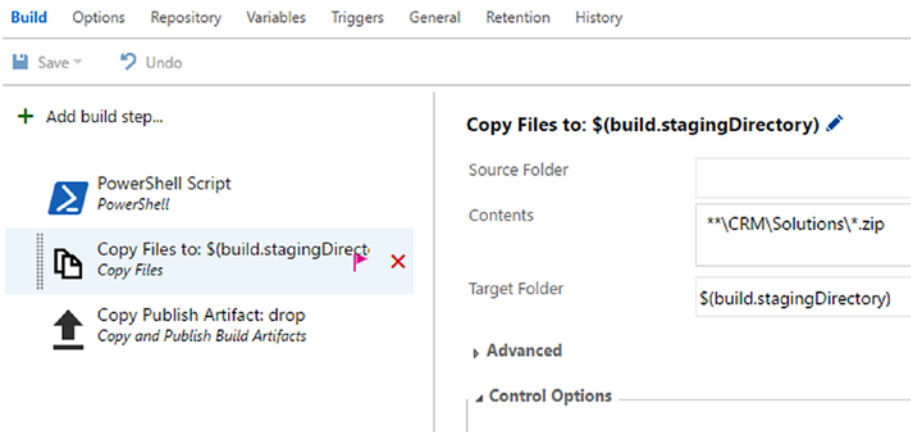 Build Options Repository Variables Triggers General Retention History
Save Undo
Add build step...
Copy Files to: $(build.stagingDirectory)
PowerShell Script
PowerShell
Copy Files to: $(build.stagingDirect
Copy Files
Copy Publish Artifact: drop
Copy and Publish Build Artifacts
Source Folder
Contents **\CRM\Solutions\*.zip
Target Folder $(build.stagingDirectory)
Advanced
Control Options